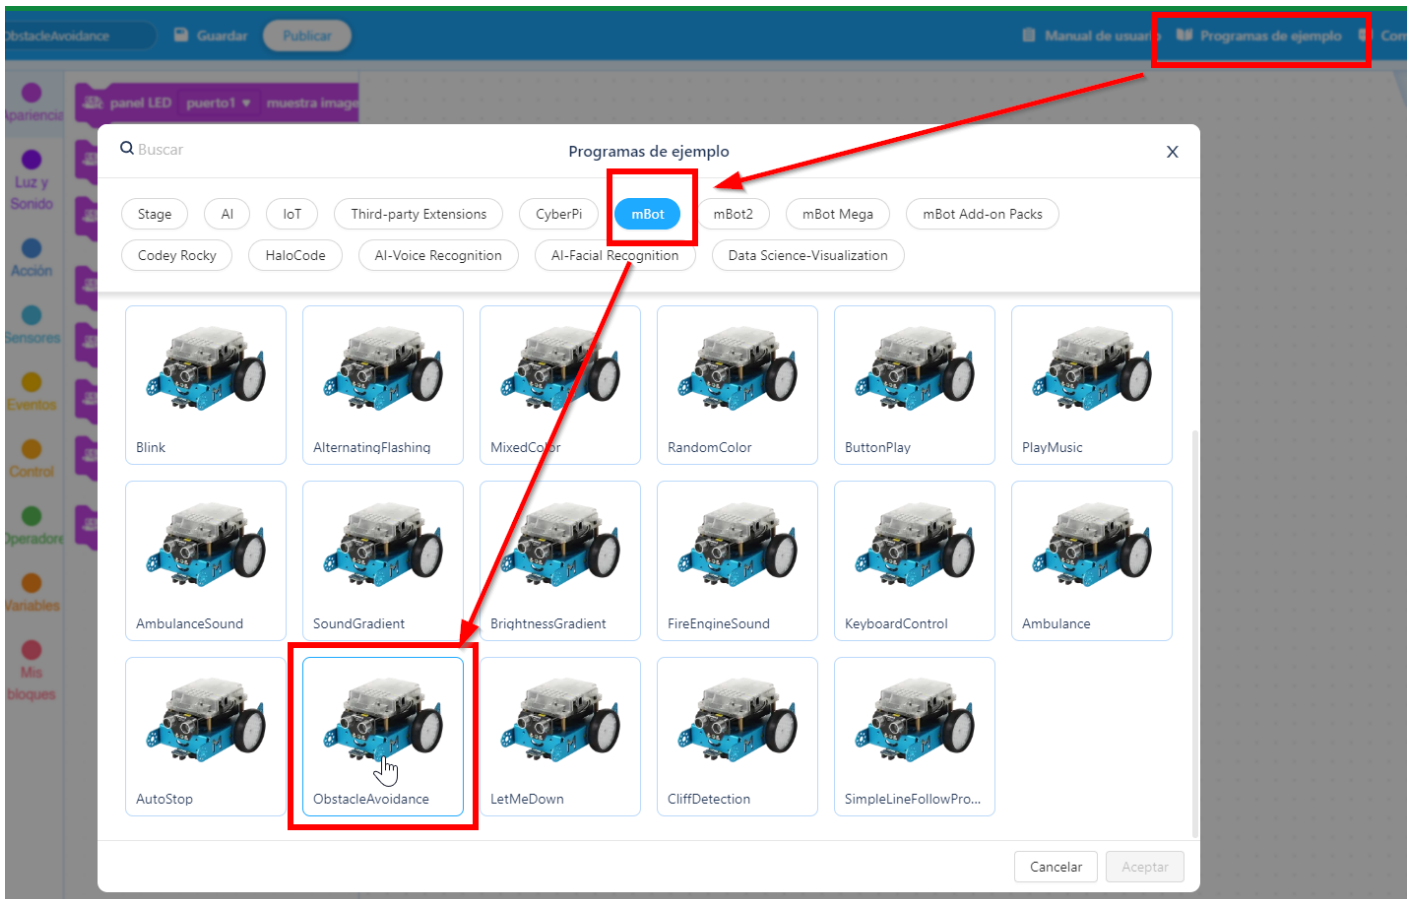 ObstacleAvoidance Guardar Publicar Manual de usuario Programas de ejemplo
Apariencia
panel LED puerto1 ▾ muestra image
Luz y
Sonido
Acción
Sensores
Eventos
Control
Operadore
Variables
Mis
bloques
Buscar
Programas de ejemplo
X
Stage AI IoT Third-party Extensions CyberPi mBot mBot2 mBot Mega mBot Add-on Packs
Codey Rocky HaloCode AI-Voice Recognition AI-Facial Recognition Data Science-Visualization
Blink AlternatingFlashing MixedColor RandomColor ButtonPlay PlayMusic
AmbulanceSound SoundGradient BrightnessGradient FireEngineSound KeyboardControl Ambulance
AutoStop ObstacleAvoidance LetMeDown CliffDetection SimpleLineFollowPro...
Cancelar Aceptar